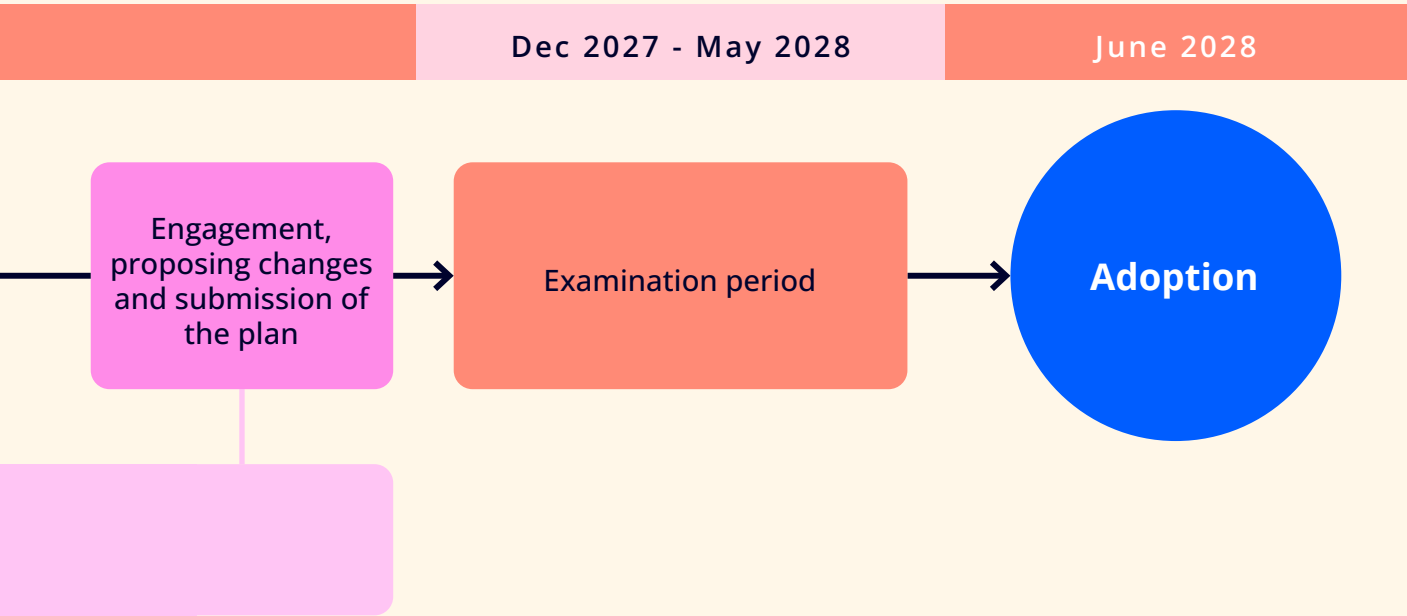 Dec 2027 - May 2028
June 2028
Engagement,
proposing changes
and submission of
the plan
Examination period
Adoption